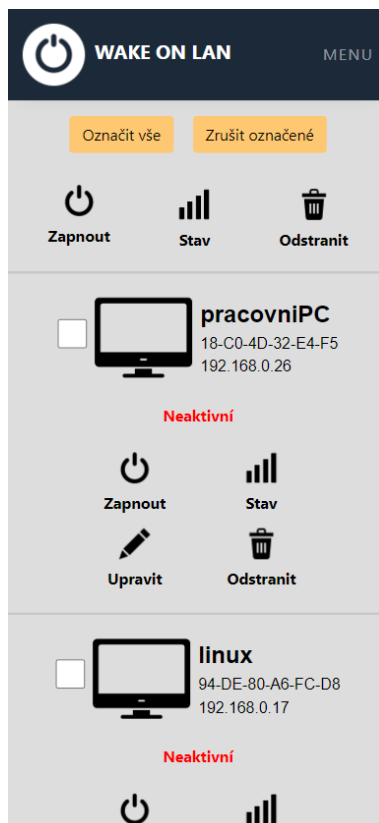 WAKE ON LAN MENU
Označit vše Zrušit označené
Zapnout Stav Odstranit
pracovniPC
18-C0-4D-32-E4-F5
192.168.0.26
Neaktivní
Zapnout Stav
Upravit Odstranit
linux
94-DE-80-A6-FC-D8
192.168.0.17
Neaktivní